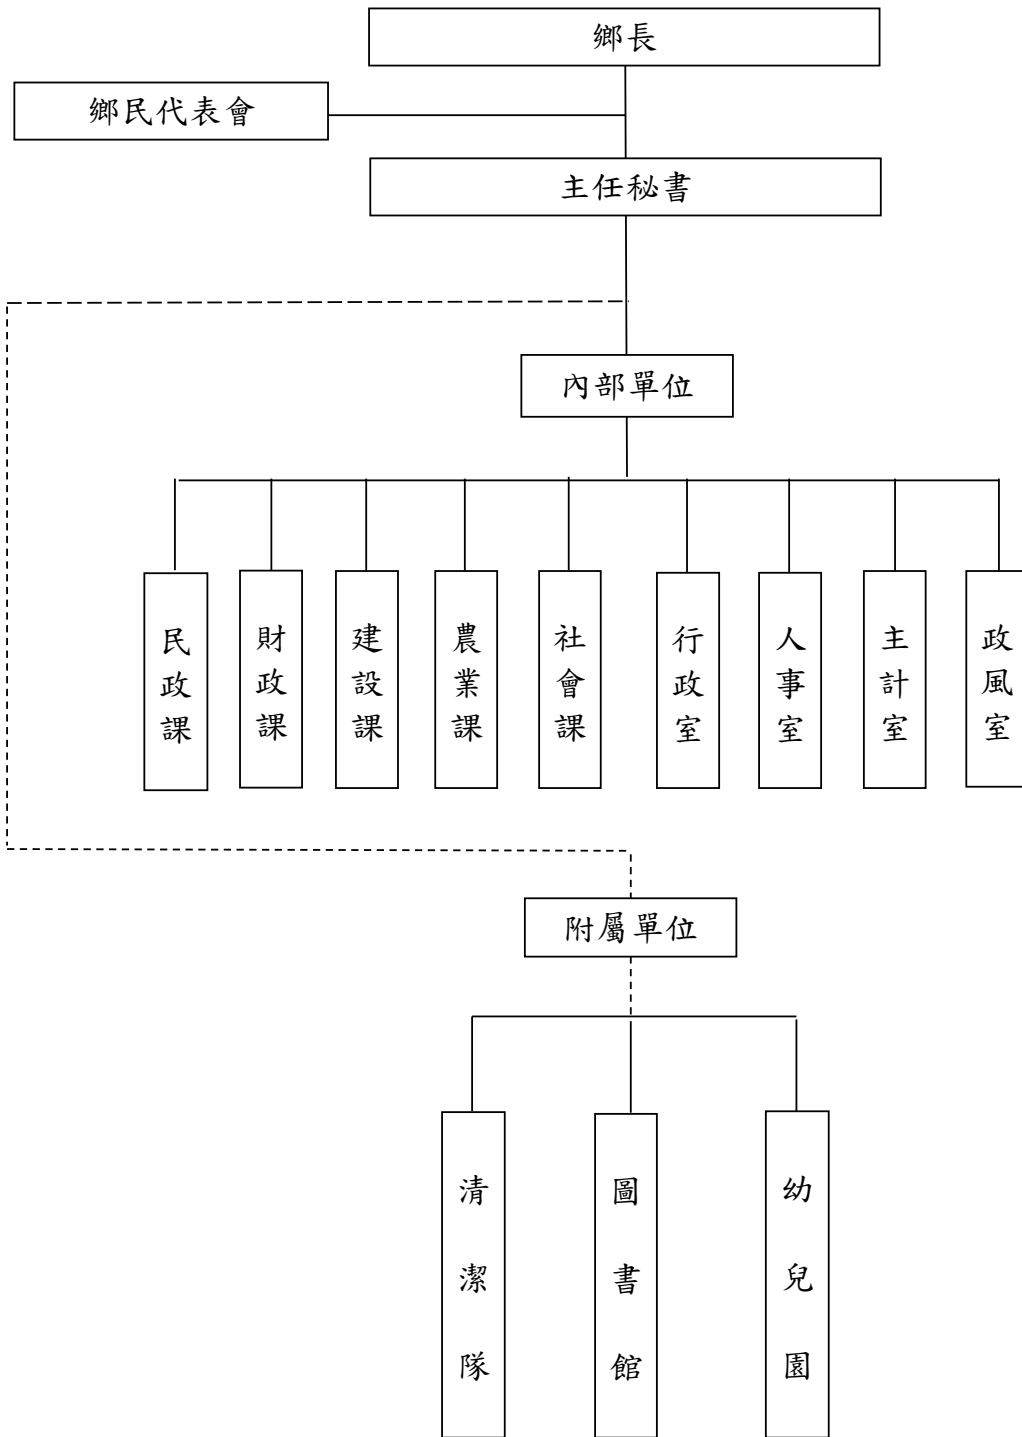 鄉長
鄉民代表會
主任秘書
內部單位
民政課
財政課
建設課
農業課
社會課
行政室
人事室
主計室
政風室
附屬單位
清潔隊
圖書館
幼兒園